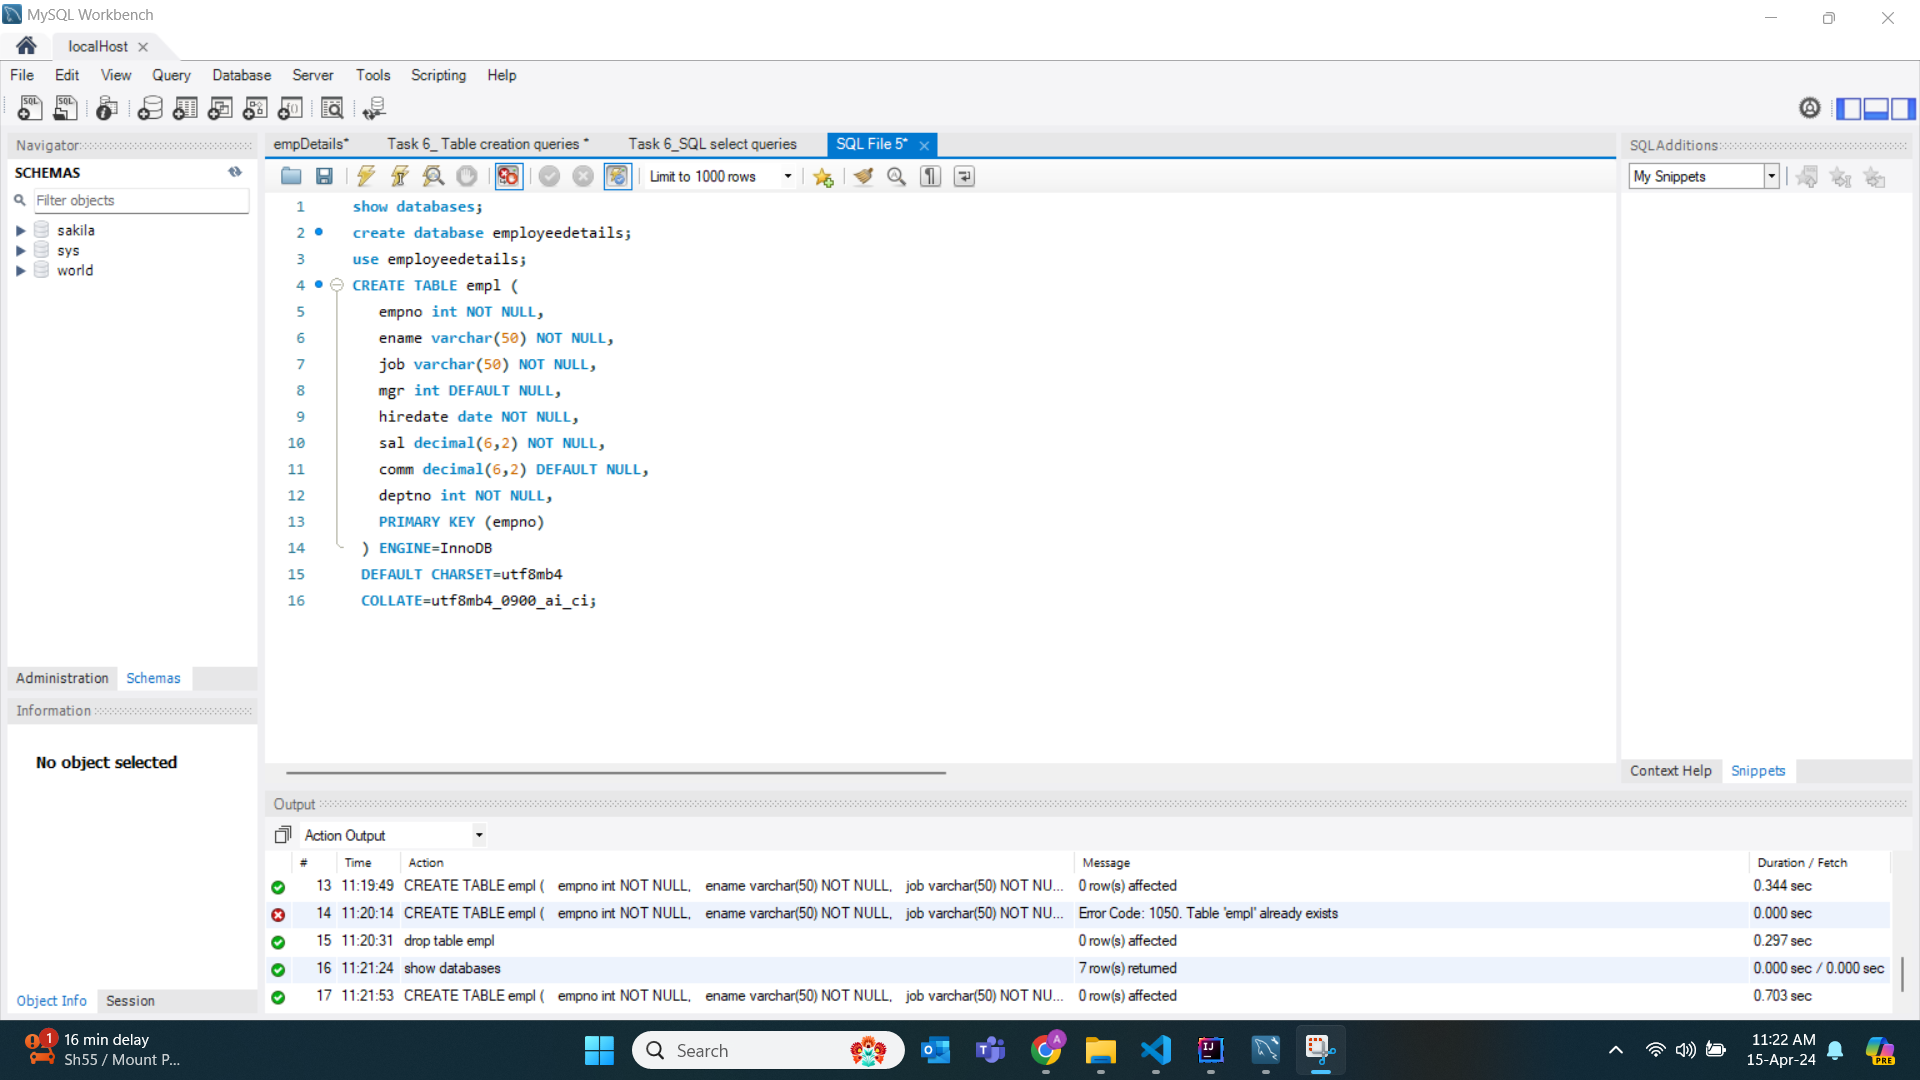 MySQL Workbench
localHost
File Edit View Query Database Server Tools Scripting Help
Navigator
SCHEMAS
Filter objects
sakila
sys
world
Administration Schemas
Information
No object selected
Object Info Session
empDetails* Task 6_ Table creation queries * Task 6_SQL select queries SQL File 5*
Limit to 1000 rows
1 show databases;
2 create database employeedetails;
3 use employeedetails;
4 CREATE TABLE empl (
5 empno int NOT NULL,
6 ename varchar(50) NOT NULL,
7 job varchar(50) NOT NULL,
8 mgr int DEFAULT NULL,
9 hiredate date NOT NULL,
10 sal decimal(6,2) NOT NULL,
11 comm decimal(6,2) DEFAULT NULL,
12 deptno int NOT NULL,
13 PRIMARY KEY (empno)
14 ) ENGINE=InnoDB
15 DEFAULT CHARSET=utf8mb4
16 COLLATE=utf8mb4_0900_ai_ci;
SQLAdditions
My Snippets
Context Help Snippets
Output
Action Output
# Time Action Message Duration / Fetch
13 11:19:49 CREATE TABLE empl ( empno int NOT NULL, ename varchar(50) NOT NULL, job varchar(50) NOT NU... 0 row(s) affected 0.344 sec
14 11:20:14 CREATE TABLE empl ( empno int NOT NULL, ename varchar(50) NOT NULL, job varchar(50) NOT NU... Error Code: 1050. Table 'empl' already exists 0.000 sec
15 11:20:31 drop table empl 0 row(s) affected 0.297 sec
16 11:21:24 show databases 7 row(s) returned 0.000 sec / 0.000 sec
17 11:21:53 CREATE TABLE empl ( empno int NOT NULL, ename varchar(50) NOT NULL, job varchar(50) NOT NU... 0 row(s) affected 0.703 sec
1
16 min delay
Sh55 / Mount P...
Search
A
IJ
PRE
11:22 AM
15-Apr-24